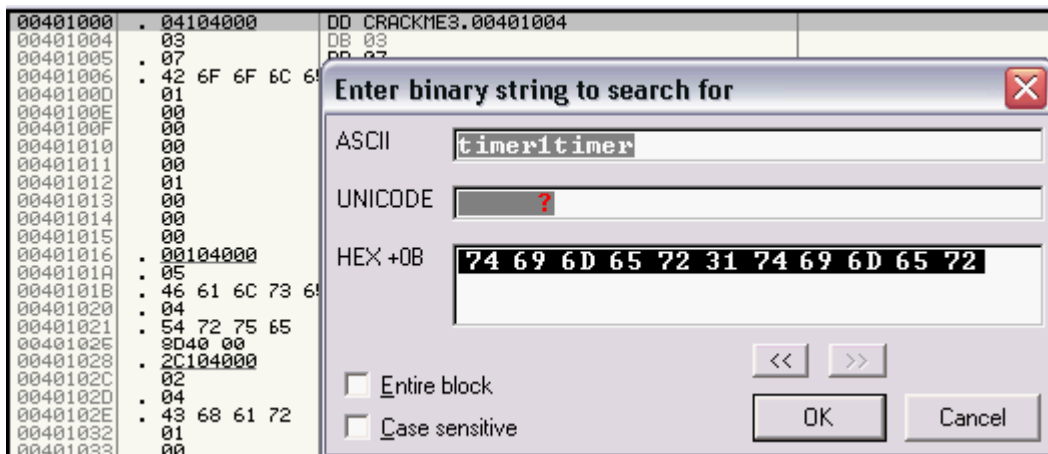 00401000 . 04104000 DD CRACKME3.00401004
00401004 03 DB 03
00401005 . 07
00401006 . 42 6F 6F 6C
0040100D 01
0040100E 00
0040100F 00
00401010 00
00401011 00
00401012 01
00401013 00
00401014 00
00401015 00
00401016 . 00104000
0040101A . 05
0040101B . 46 61 6C 73
00401020 . 04
00401021 . 54 72 75 65
00401025 8D40 00
00401028 . 2C104000
0040102C 02
0040102D . 04
0040102E . 43 68 61 72
00401032 01
00401033 00
Enter binary string to search for
ASCII timer1timer
UNICODE ?
HEX +0B 74 69 6D 65 72 31 74 69 6D 65 72
<< >>
Entire block
Case sensitive
OK Cancel